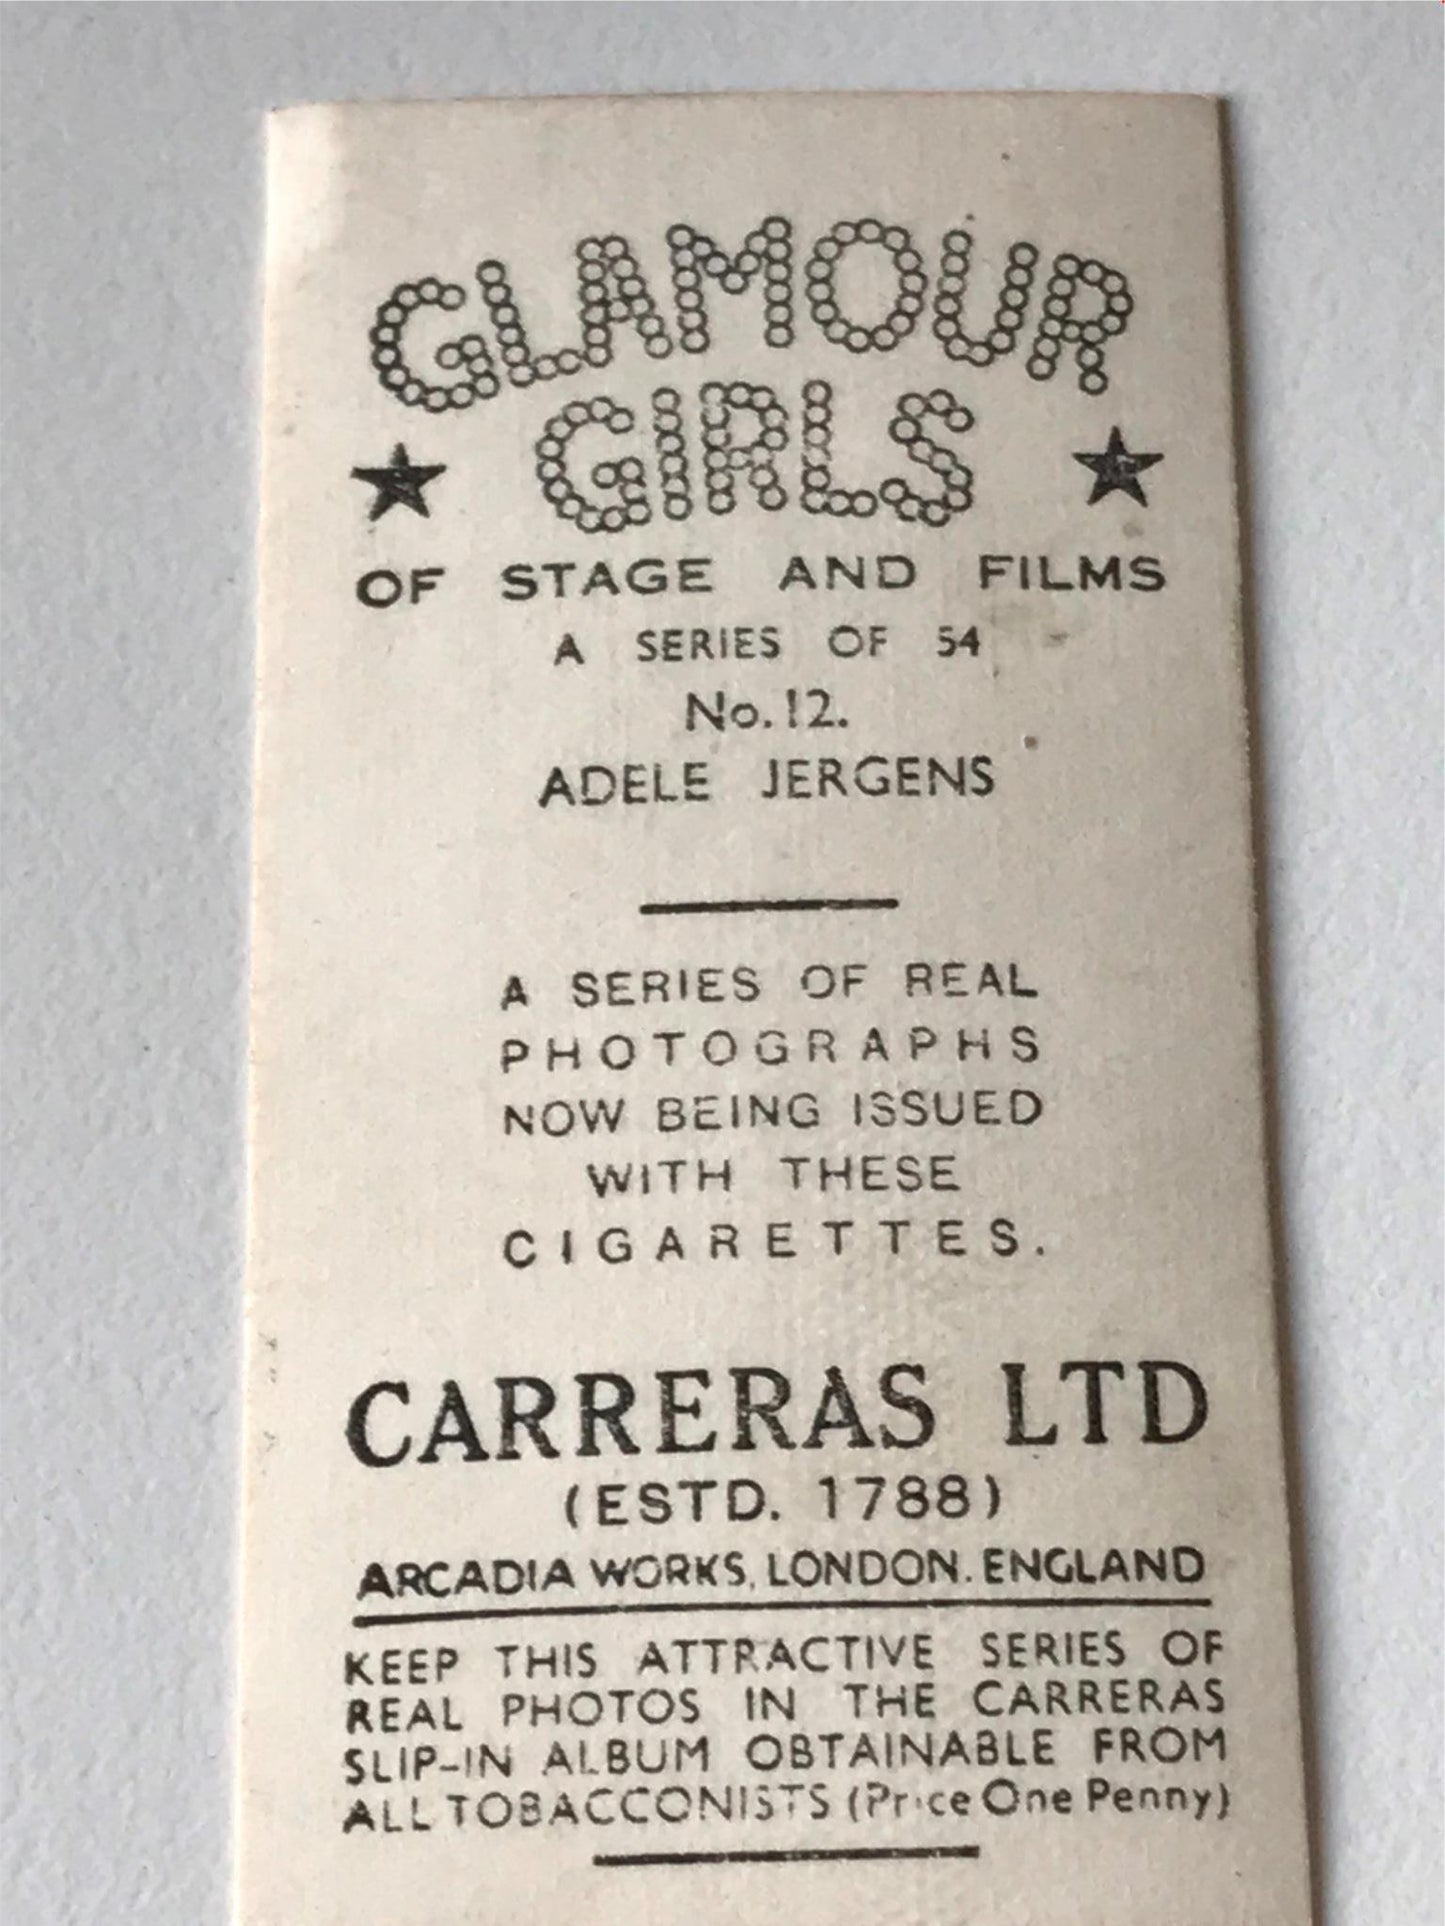 GLAMOUR
GIRLS
OF STAGE AND FILMS
A SERIES OF 54
No. 12.
ADELE JERGENS
A SERIES OF REAL
PHOTOGRAPHS
NOW BEING ISSUED
WITH THESE
CIGARETTES.
CARRERAS LTD
(ESTD. 1788)
ARCADIA WORKS, LONDON. ENGLAND
KEEP THIS ATTRACTIVE SERIES OF
REAL PHOTOS IN THE CARRERAS
SLIP-IN ALBUM OBTAINABLE FROM
ALL TOBACCONISTS (Price One Penny)